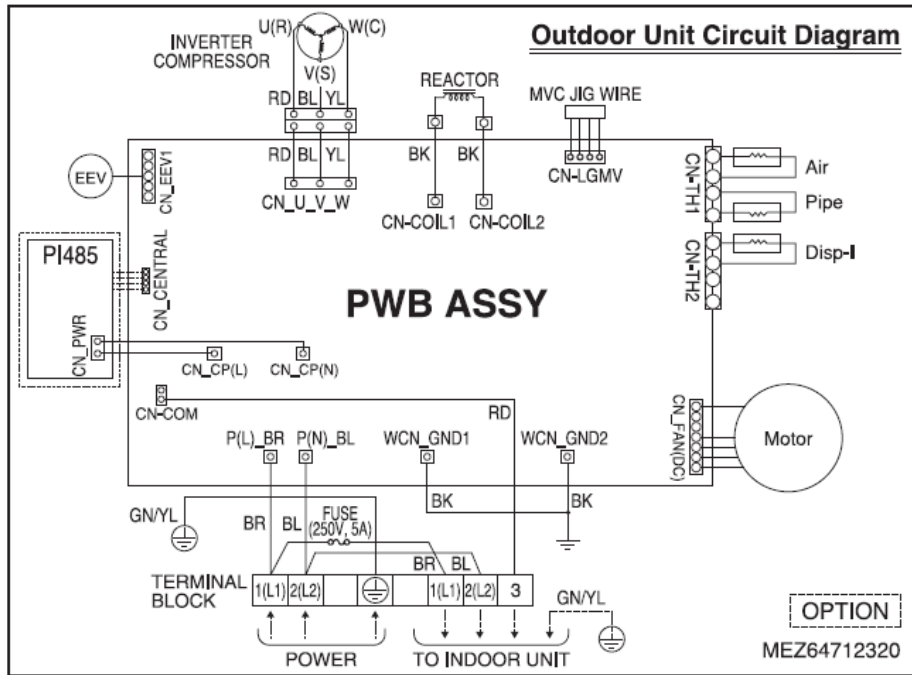 Outdoor Unit Circuit Diagram
U(R) W(C)
INVERTER
COMPRESSOR
V(S)
RD BL YL
REACTOR
MVC JIG WIRE
RD BL YL
BK BK
CN_U_V_W
CN-COIL1 CN-COIL2
CN-LGMV
EEV
CN_EEV1
CN-TH1
Air
Pipe
CN-TH2
Disp-I
PI485
CN_CENTRAL
PWB ASSY
CN_PWR
CN_CP(L) CN_CP(N)
CN-COM
RD
P(L)_BR P(N)_BL WCN_GND1 WCN_GND2
CN_FAN(DC)
Motor
GN/YL
BK BK
BR BL
FUSE
(250V, 5A)
BR BL
TERMINAL
BLOCK
1(L1) 2(L2) 1(L1) 2(L2) 3
GN/YL
POWER
TO INDOOR UNIT
OPTION
MEZ64712320